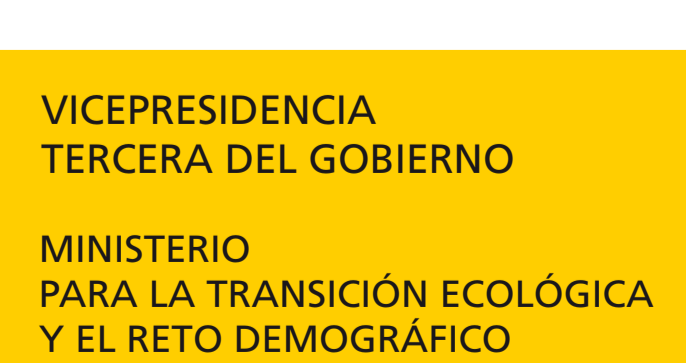 VICEPRESIDENCIA
TERCERA DEL GOBIERNO
MINISTERIO
PARA LA TRANSICIÓN ECOLÓGICA
Y EL RETO DEMOGRÁFICO